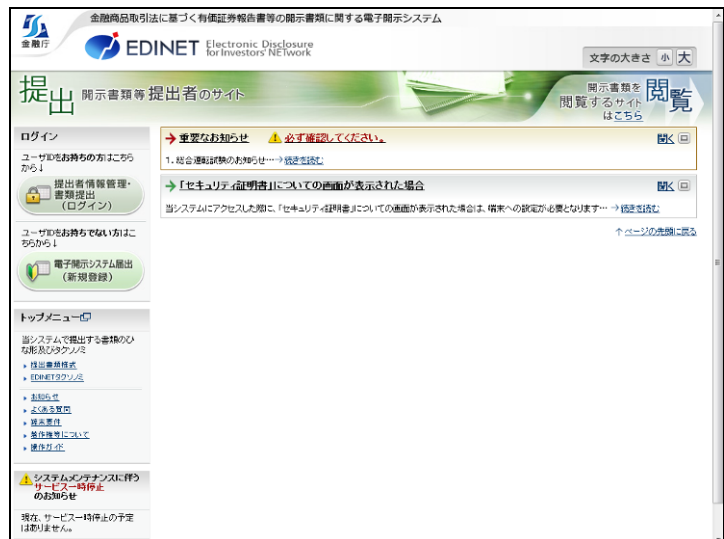 金融商品取引法に基づく有価証券報告書等の開示書類に関する電子開示システム
金融庁
EDINET Electronic Disclosure for Investors' NETwork
文字の大きさ 小 大
提出 開示書類等提出者のサイト
開示書類を
閲覧するサイト
はこちら
閲覧
ログイン
ユーザIDをお持ちの方はこちら
から↓
提出者情報管理・
書類提出
(ログイン)
ユーザIDをお持ちでない方はこ
ちらから↓
電子開示システム届出
(新規登録)
トップメニュー
当システムで提出する書類のひ
な形及びタクソノミ
提出書類様式
EDINETタクソノミ
お知らせ
よくある質問
端末要件
著作権等について
操作ガイド
システムメンテナンスに伴う
サービス一時停止
のお知らせ
現在、サービス一時停止の予定
はありません。
→ 重要なお知らせ 必ず確認してください。 開く
1. 総合運転試験のお知らせ…→続きを読む
→ 「セキュリティ証明書」についての画面が表示された場合 開く
当システムにアクセスした際に、「セキュリティ証明書」についての画面が表示された場合は、端末への設定が必要となります… →続きを読む
↑ページの先頭に戻る